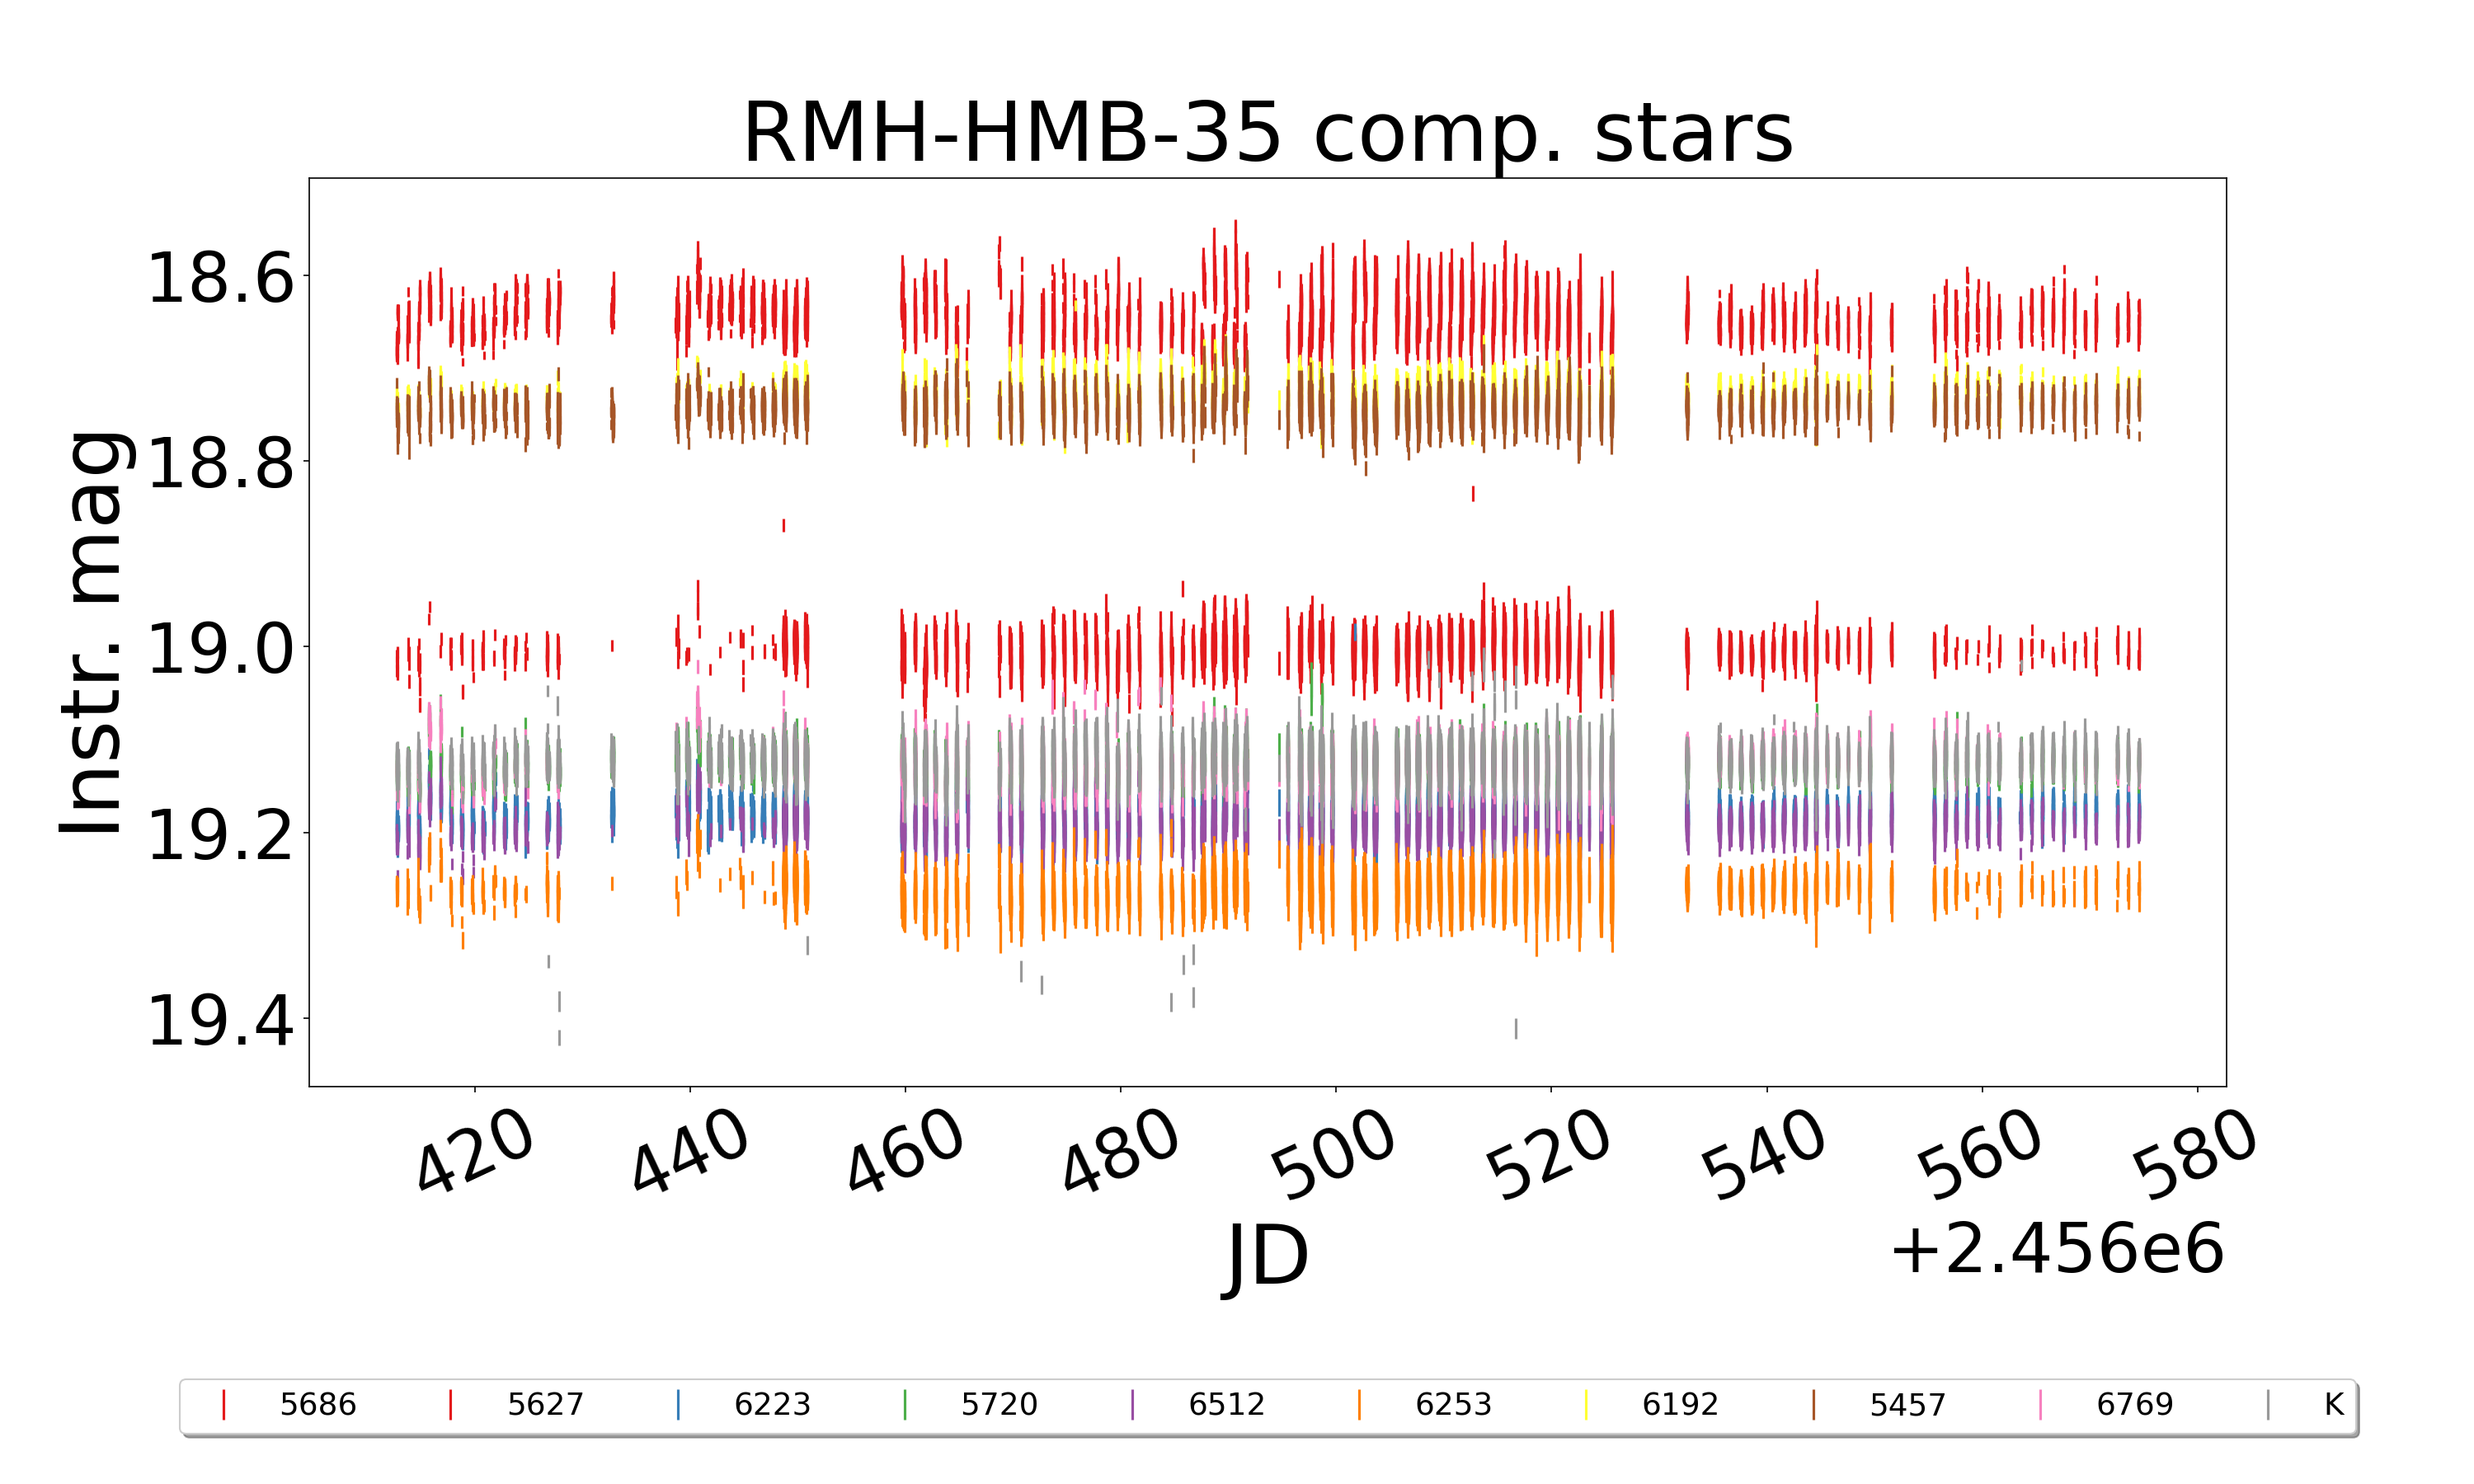 RMH-HMB-35 comp. stars
Instr. mag
18.6
18.8
19.0
19.2
19.4
420 440 460 480 500 520 540 560 580
JD
+2.456e6
5686 5627 6223 5720 6512 6253 6192 5457 6769 K